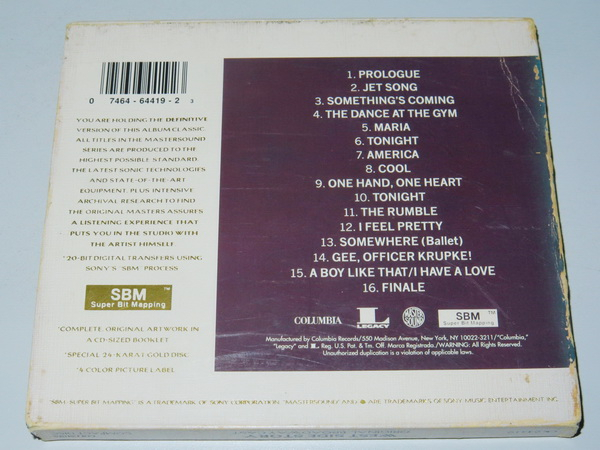 0 7464-64419-2 3
YOU ARE HOLDING THE DEFINITIVE
VERSION OF THIS ALBUM CLASSIC
ALL TITLES IN THE MASTERSOUND
SERIES ARE PRODUCED TO THE
HIGHEST POSSIBLE STANDARD.
THE LATEST SONIC TECHNOLOGIES
AND STATE-OF-THE-ART
EQUIPMENT, PLUS INTENSIVE
ARCHIVAL RESEARCH TO FIND
THE ORIGINAL MASTERS ASSURES
A LISTENING EXPERIENCE THAT
PUTS YOU IN THE STUDIO WITH
THE ARTIST HIMSELF
*20-BIT DIGITAL TRANSFERS USING
SONY'S "SBM" PROCESS
SBM™
Super Bit Mapping
*COMPLETE, ORIGINAL ARTWORK IN
A CD-SIZED BOOKLET
*SPECIAL 24-KARAT GOLD DISC
*4 COLOR PICTURE LABEL
1. PROLOGUE
2. JET SONG
3. SOMETHING'S COMING
4. THE DANCE AT THE GYM
5. MARIA
6. TONIGHT
7. AMERICA
8. COOL
9. ONE HAND, ONE HEART
10. TONIGHT
11. THE RUMBLE
12. I FEEL PRETTY
13. SOMEWHERE (Ballet)
14. GEE, OFFICER KRUPKE!
15. A BOY LIKE THAT/I HAVE A LOVE
16. FINALE
COLUMBIA
L LEGACY
MASTER SOUND
SBM™
Super Bit Mapping
Manufactured by Columbia Records/550 Madison Avenue, New York, NY 10022-3211/"Columbia,"
"Legacy" and L Reg. U.S. Pat. & Tm. Off. Marca Registrada./WARNING: All Rights Reserved.
Unauthorized duplication is a violation of applicable laws.
"SBM: SUPER BIT MAPPING" IS A TRADEMARK OF SONY CORPORATION. "MASTERSOUND" AND ARE TRADEMARKS OF SONY MUSIC ENTERTAINMENT INC.
WEST SIDE STORY